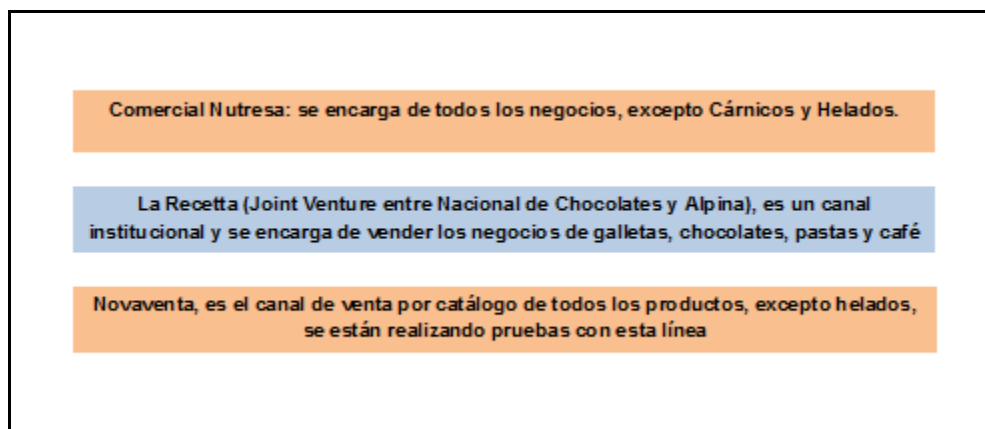 Comercial Nutresa: se encarga de todos los negocios, excepto Cárnicos y Helados.
La Recetta (Joint Venture entre Nacional de Chocolates y Alpina), es un canal
institucional y se encarga de vender los negocios de galletas, chocolates, pastas y café
Novaventa, es el canal de venta por catálogo de todos los productos, excepto helados,
se están realizando pruebas con esta línea